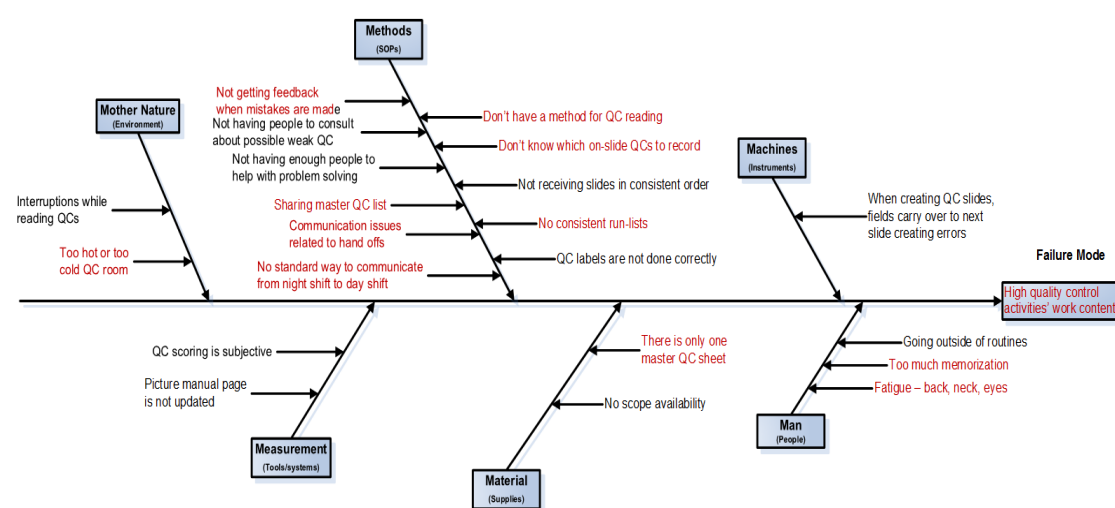 Methods
(SOPs)
Not getting feedback
when mistakes are made
Not having people to consult
about possible weak QC
Not having enough people to
help with problem solving
Sharing master QC list
Communication issues
related to hand offs
No standard way to communicate
from night shift to day shift
Don't have a method for QC reading
Don't know which on-slide QCs to record
Not receiving slides in consistent order
No consistent run-lists
QC labels are not done correctly
Mother Nature
(Environment)
Interruptions while
reading QCs
Too hot or too
cold QC room
Machines
(Instruments)
When creating QC slides,
fields carry over to next
slide creating errors
Failure Mode
High quality control
activities' work content
QC scoring is subjective
Picture manual page
is not updated
Measurement
(Tools/systems)
There is only one
master QC sheet
No scope availability
Material
(Supplies)
Going outside of routines
Too much memorization
Fatigue – back, neck, eyes
Man
(People)